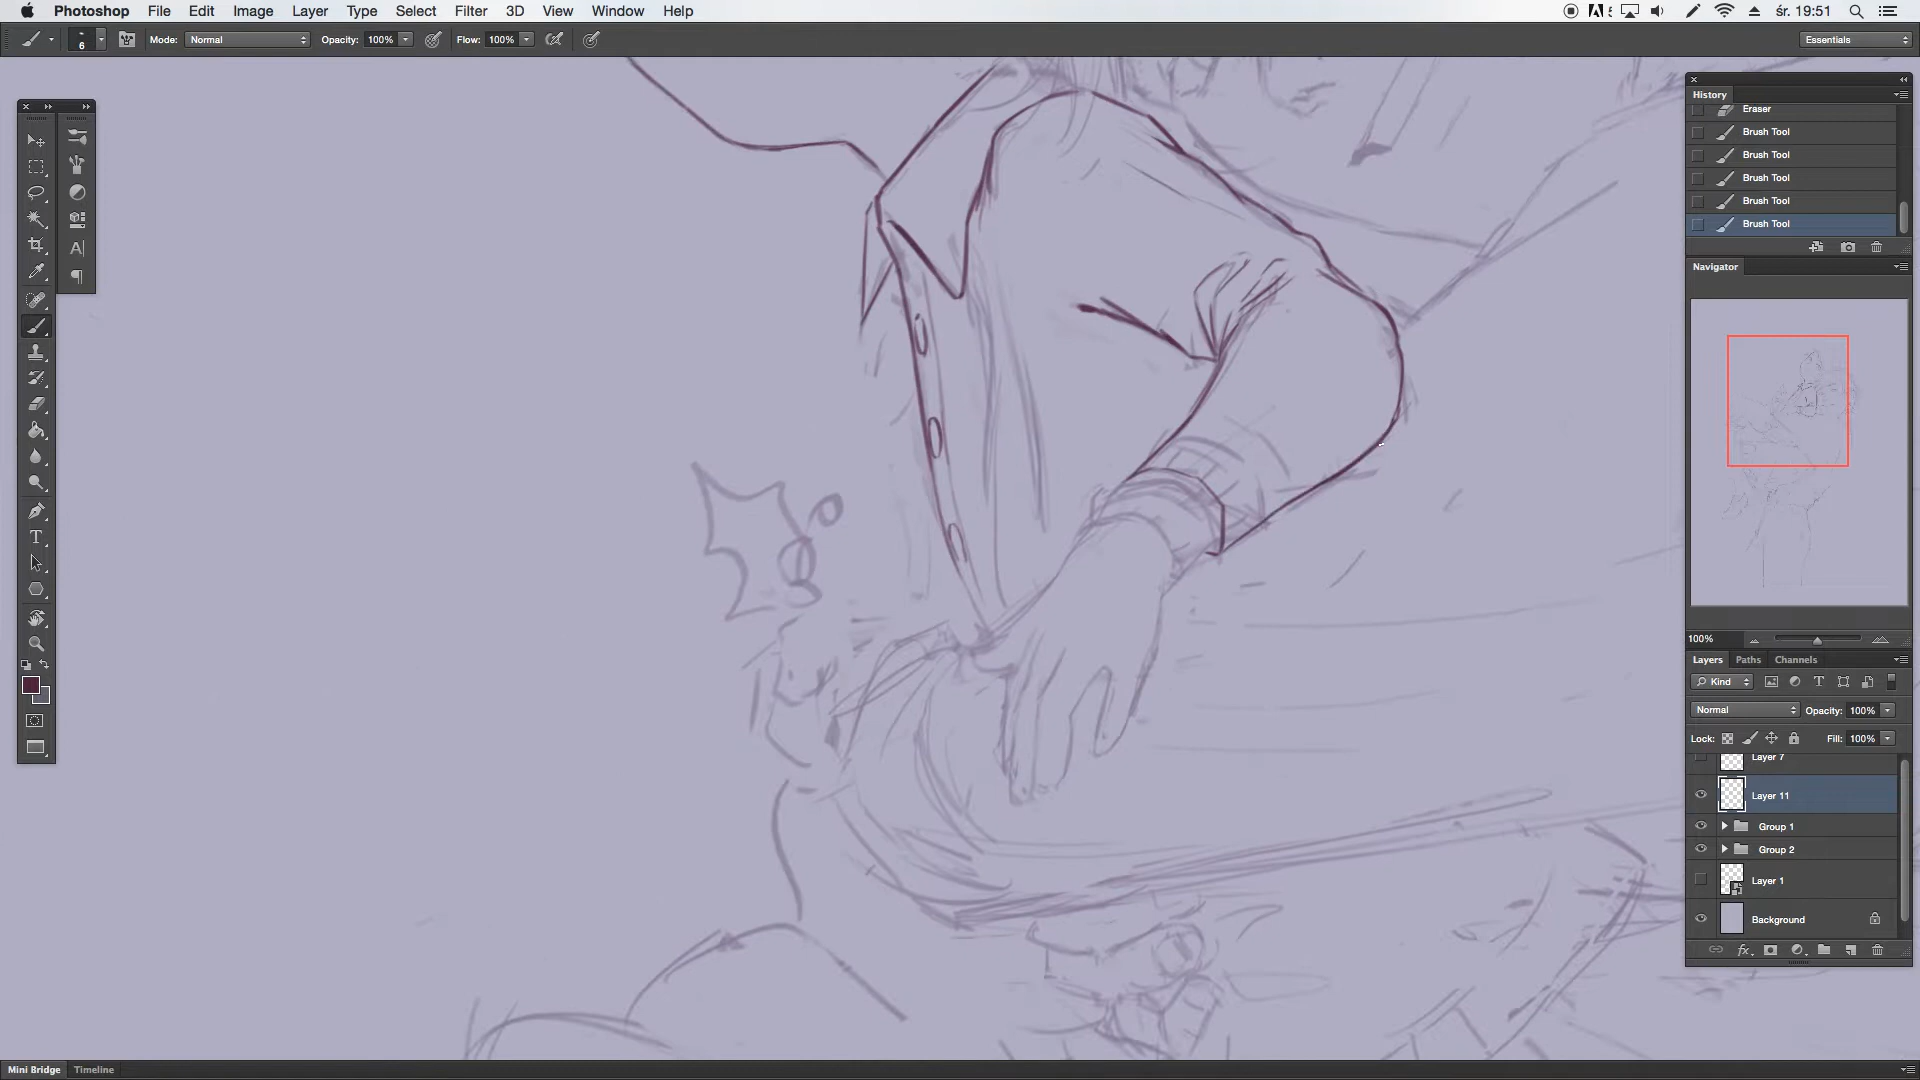 Photoshop File Edit Image Layer Type Select Filter 3D View Window Help śr. 19:51
6 Mode: Normal Opacity: 100% Flow: 100% Essentials
History
Eraser
Brush Tool
Brush Tool
Brush Tool
Brush Tool
Brush Tool
Navigator
100%
Layers Paths Channels
Kind
Normal Opacity: 100%
Lock: Fill: 100%
Layer 7
Layer 11
Group 1
Group 2
Layer 1
Background
Mini Bridge Timeline